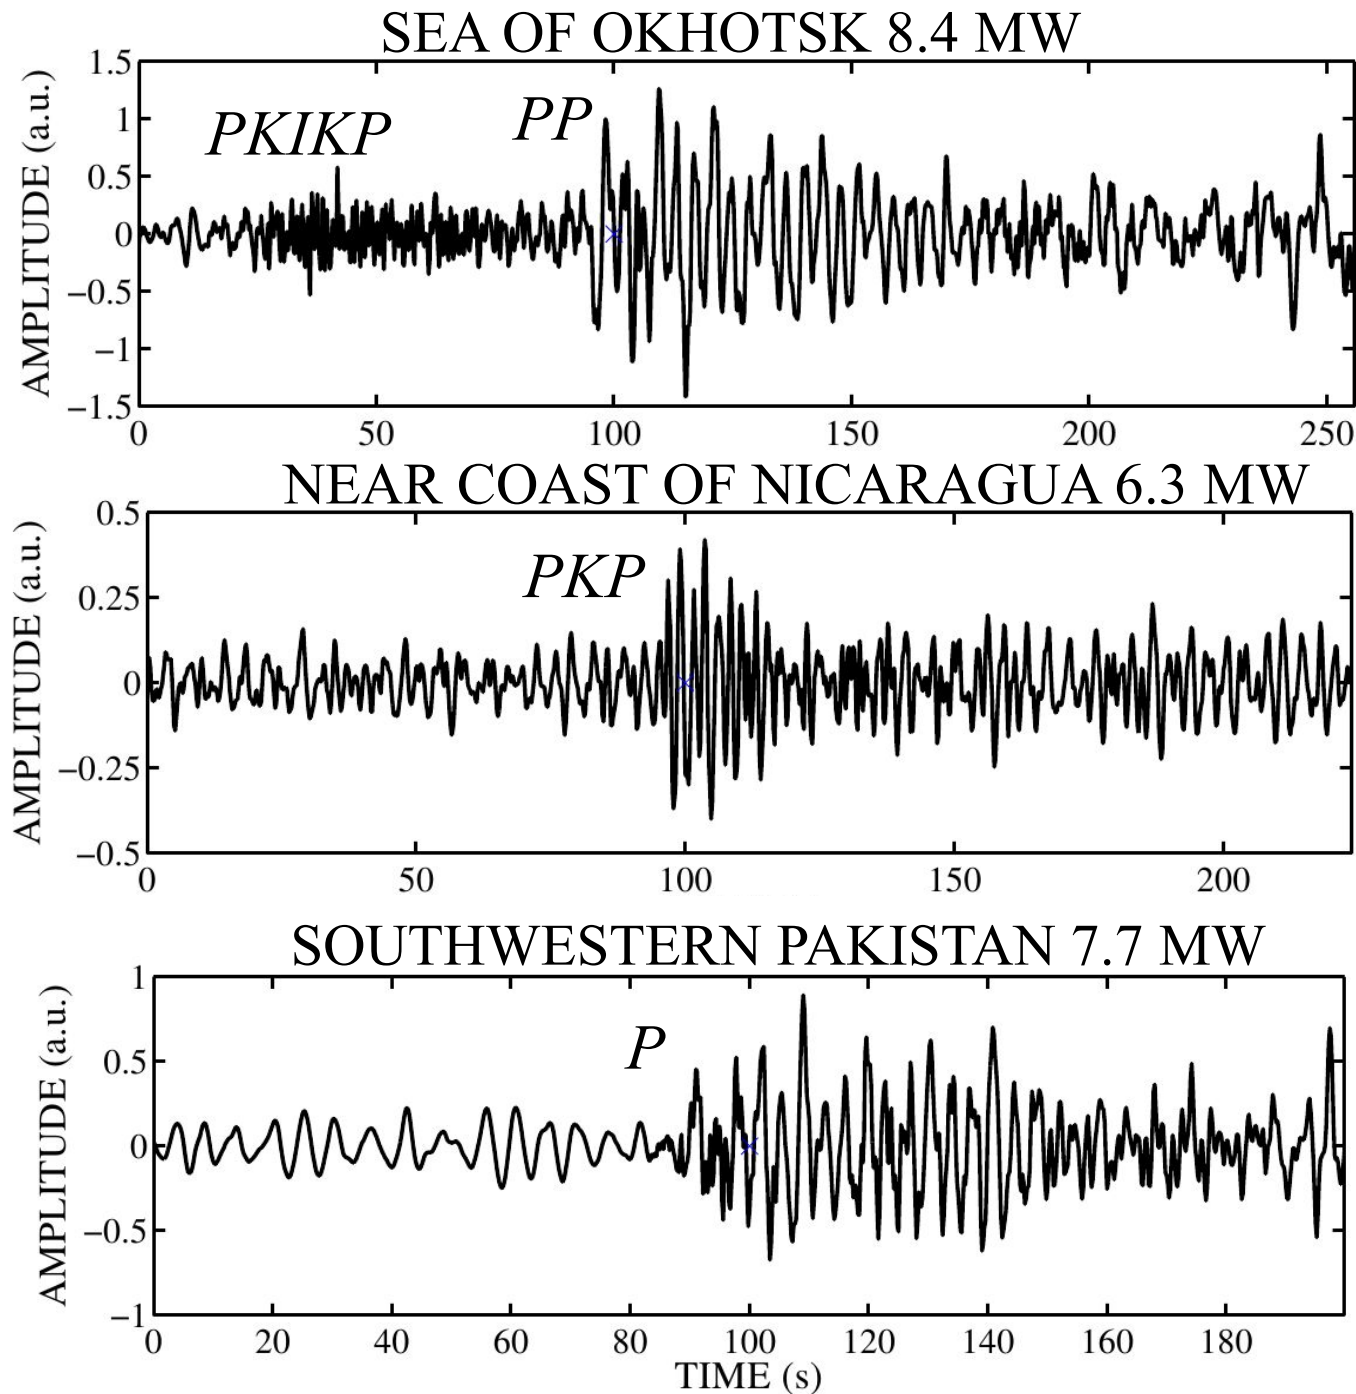 SEA OF OKHOTSK 8.4 MW
AMPLITUDE (a.u.)
1.5
1
0.5
0
−0.5
−1
−1.5
PKIKP
PP
0 50 100 150 200 250
NEAR COAST OF NICARAGUA 6.3 MW
AMPLITUDE (a.u.)
0.5
0.25
0
−0.25
−0.5
PKP
0 50 100 150 200
SOUTHWESTERN PAKISTAN 7.7 MW
AMPLITUDE (a.u.)
1
0.5
0
−0.5
−1
P
0 20 40 60 80 100 120 140 160 180
TIME (s)